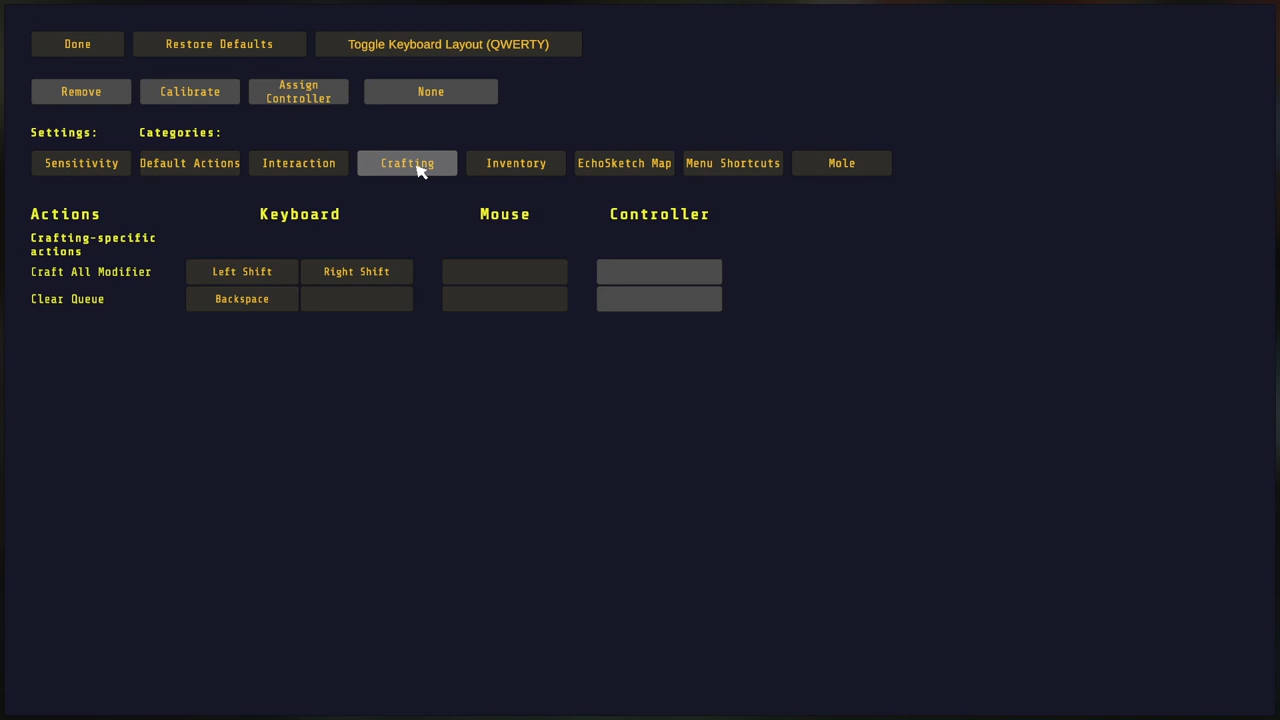 Done Restore Defaults Toggle Keyboard Layout (QWERTY)
Remove Calibrate Assign Controller None
Settings: Categories:
Sensitivity Default Actions Interaction Crafting Inventory EchoSketch Map Menu Shortcuts Mole
Actions Keyboard Mouse Controller
Crafting-specific
actions
Craft All Modifier Left Shift Right Shift
Clear Queue Backspace